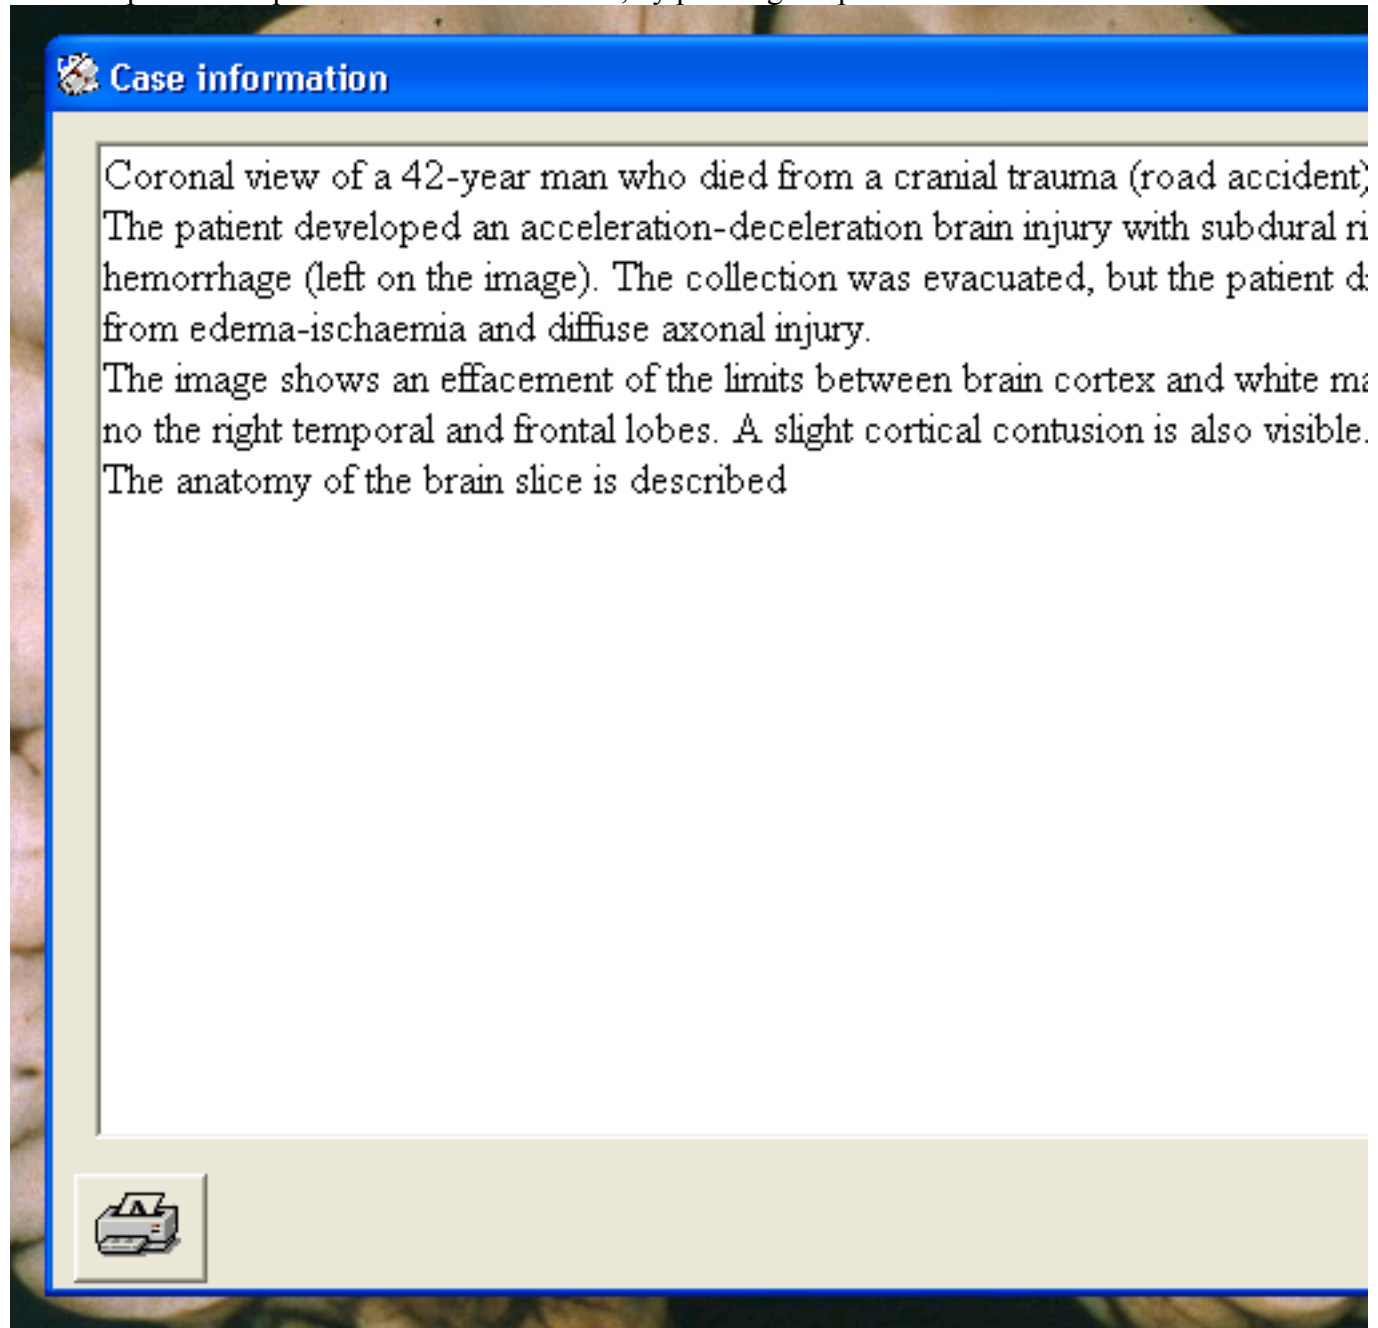 Case information
Coronal view of a 42-year man who died from a cranial trauma (road accident)
The patient developed an acceleration-deceleration brain injury with subdural
hemorrhage (left on the image). The collection was evacuated, but the patient
from edema-ischaemia and diffuse axonal injury.
The image shows an effacement of the limits between brain cortex and white
no the right temporal and frontal lobes. A slight cortical contusion is also visible.
The anatomy of the brain slice is described